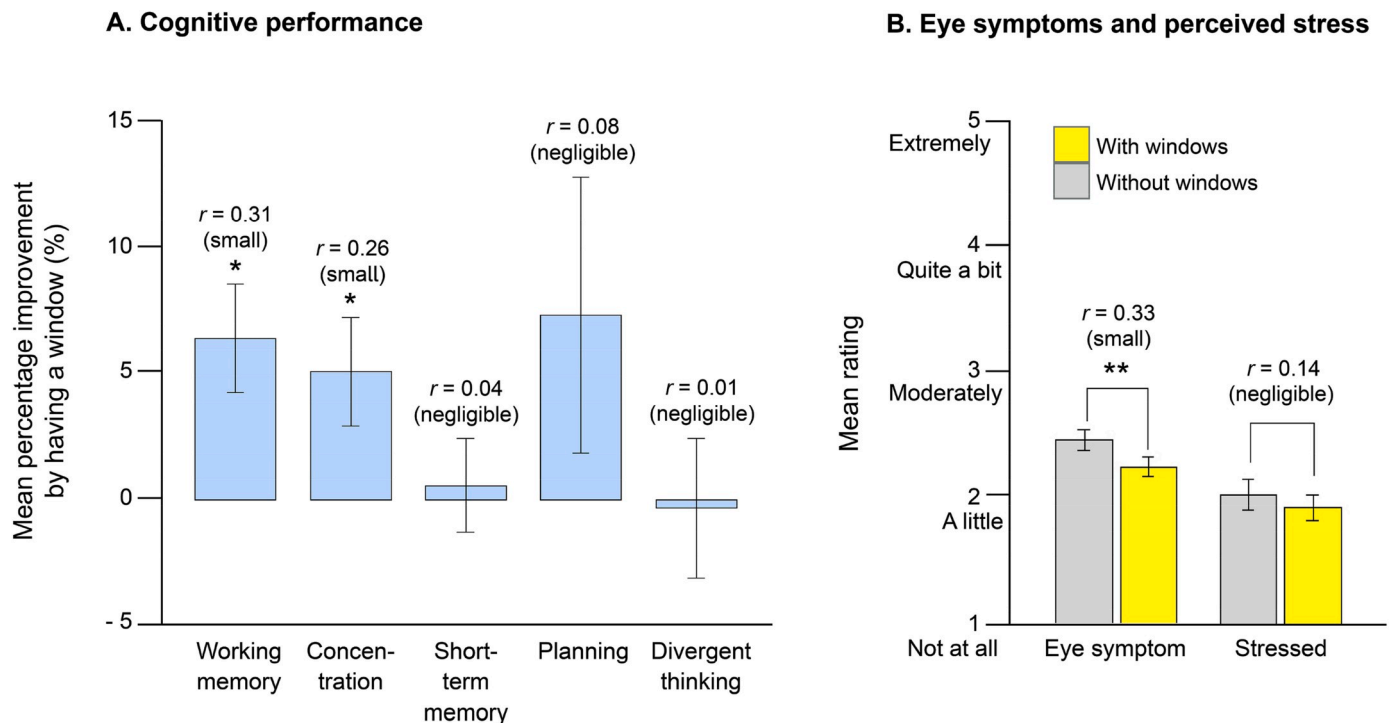 A. Cognitive performance
Mean percentage improvement
by having a window (%)
15
10
5
0
- 5
r = 0.31
(small)
*
r = 0.26
(small)
*
r = 0.04
(negligible)
r = 0.08
(negligible)
r = 0.01
(negligible)
Working
memory
Concen-
tration
Short-
term
memory
Planning
Divergent
thinking
B. Eye symptoms and perceived stress
Mean rating
5
Extremely
4
Quite a bit
3
Moderately
2
A little
1
Not at all
With windows
Without windows
r = 0.33
(small)
**
r = 0.14
(negligible)
Eye symptom
Stressed